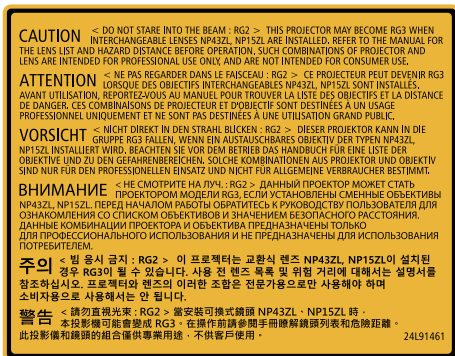 CAUTION < DO NOT STARE INTO THE BEAM : RG2 > THIS PROJECTOR MAY BECOME RG3 WHEN
INTERCHANGEABLE LENSES NP43ZL, NP15ZL ARE INSTALLED. REFER TO THE MANUAL FOR
THE LENS LIST AND HAZARD DISTANCE BEFORE OPERATION. SUCH COMBINATIONS OF PROJECTOR AND
LENS ARE INTENDED FOR PROFESSIONAL USE ONLY, AND ARE NOT INTENDED FOR CONSUMER USE.
ATTENTION < NE PAS REGARDER DANS LE FAISCEAU : RG2 > CE PROJECTEUR PEUT DEVENIR RG3
LORSQUE DES OBJECTIFS INTERCHANGEABLES NP43ZL, NP15ZL SONT INSTALLÉS.
AVANT UTILISATION, REPORTEZ-VOUS AU MANUEL POUR TROUVER LA LISTE DES OBJECTIFS ET LA DISTANCE
DE DANGER. CES COMBINAISONS DE PROJECTEUR ET D'OBJECTIF SONT DESTINÉES À UN USAGE
PROFESSIONNEL UNIQUEMENT ET NE SONT PAS DESTINÉES À UNE UTILISATION GRAND PUBLIC.
VORSICHT < NICHT DIREKT IN DEN STRAHL BLICKEN : RG2 > DIESER PROJEKTOR KANN IN DIE
GRUPPE RG3 FALLEN, WENN EIN AUSTAUSCHBARES OBJEKTIV DER TYPEN NP43ZL,
NP15ZL INSTALLIERT WIRD. BEACHTEN SIE VOR DEM BETRIEB DAS HANDBUCH FÜR EINE LISTE DER
OBJEKTIVE UND ZU DEN GEFAHRENBEREICHEN. SOLCHE KOMBINATIONEN AUS PROJEKTOR UND OBJEKTIV
SIND NUR FÜR DEN PROFESSIONELLEN EINSATZ UND NICHT FÜR ALLGEMEINE VERBRAUCHER BESTIMMT.
ВНИМАНИЕ < НЕ СМОТРИТЕ НА ЛУЧ. : RG2 > ДАННЫЙ ПРОЕКТОР МОЖЕТ СТАТЬ
ПРОЕКТОРОМ МОДЕЛИ RG3, ЕСЛИ УСТАНОВЛЕНЫ СМЕННЫЕ ОБЪЕКТИВЫ
NP43ZL, NP15ZL. ПЕРЕД НАЧАЛОМ РАБОТЫ ОБРАТИТЕСЬ К РУКОВОДСТВУ ПОЛЬЗОВАТЕЛЯ ДЛЯ
ОЗНАКОМЛЕНИЯ СО СПИСКОМ ОБЪЕКТИВОВ И ЗНАЧЕНИЕМ БЕЗОПАСНОГО РАССТОЯНИЯ.
ДАННЫЕ КОМБИНАЦИИ ПРОЕКТОРА И ОБЪЕКТИВА ПРЕДНАЗНАЧЕНЫ ТОЛЬКО
ДЛЯ ПРОФЕССИОНАЛЬНОГО ИСПОЛЬЗОВАНИЯ И НЕ ПРЕДНАЗНАЧЕНЫ ДЛЯ ИСПОЛЬЗОВАНИЯ
ПОТРЕБИТЕЛЕМ.
주의 < 빔 응시 금지 : RG2 > 이 프로젝터는 교환식 렌즈 NP43ZL, NP15ZL이 설치된
경우 RG3이 될 수 있습니다. 사용 전 렌즈 목록 및 위험 거리에 대해서는 설명서를
참조하십시오. 프로젝터와 렌즈의 이러한 조합은 전문가용으로만 사용해야 하며
소비자용으로 사용해서는 안 됩니다.
警告 < 請勿直視光束 : RG2 > 當安裝可換式鏡頭 NP43ZL、NP15ZL 時，
本投影機可能會變成 RG3。在操作前請參閱手冊瞭解鏡頭列表和危險距離。
此投影儀和鏡頭的組合僅供專業用途，不供客戶使用。
24L91461